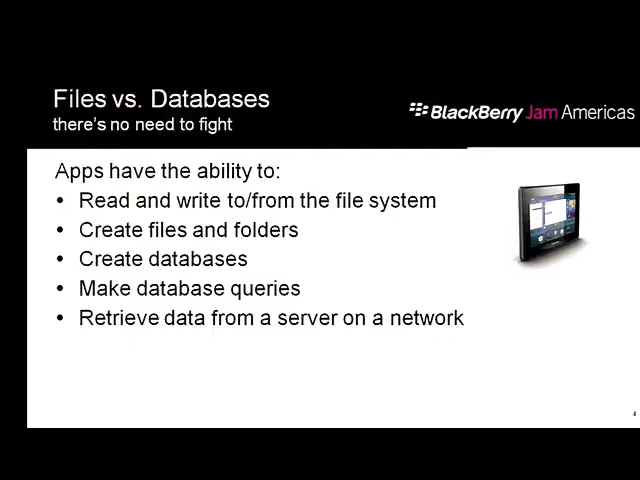 Files vs. Databases
there's no need to fight
BlackBerry Jam Americas
Apps have the ability to:
• Read and write to/from the file system
• Create files and folders
• Create databases
• Make database queries
• Retrieve data from a server on a network
4